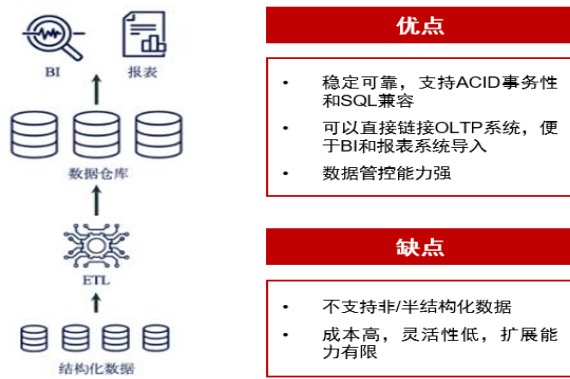 BI
报表
数据仓库
ETL
结构化数据
优点
• 稳定可靠，支持ACID事务性
和SQL兼容
• 可以直接链接OLTP系统，便
于BI和报表系统导入
• 数据管控能力强
缺点
• 不支持非/半结构化数据
• 成本高，灵活性低，扩展能
力有限